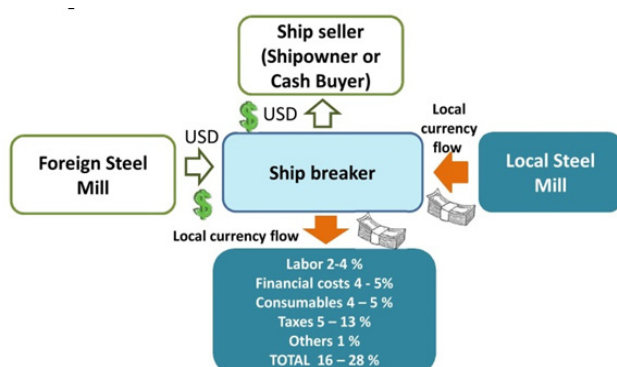 Ship seller
(Shipowner or
Cash Buyer)
$ USD
Local
currency
flow
USD
Foreign Steel
Mill
$
Ship breaker
Local Steel
Mill
Local currency flow
Labor 2-4 %
Financial costs 4 - 5%
Consumables 4 – 5 %
Taxes 5 – 13 %
Others 1 %
TOTAL 16 – 28 %